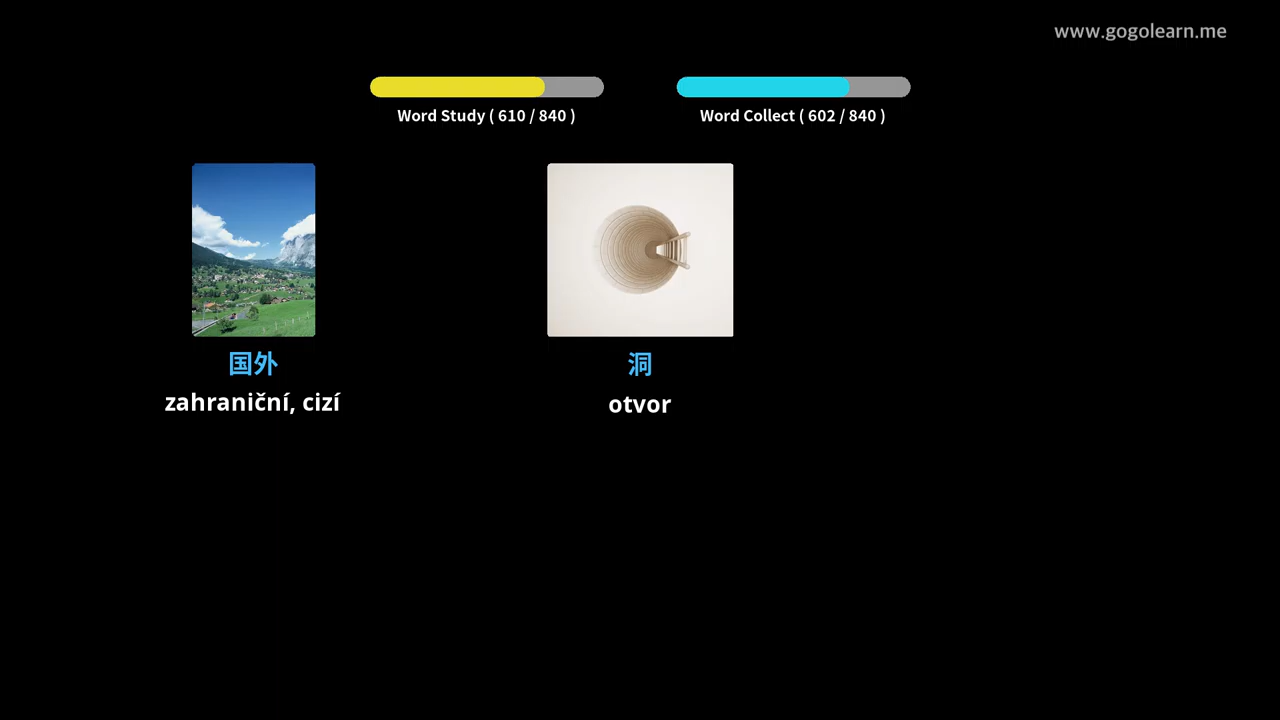 www.gogolearn.me
Word Study ( 610 / 840 )
Word Collect ( 602 / 840 )
国外
zahraniční, cizí
洞
otvor